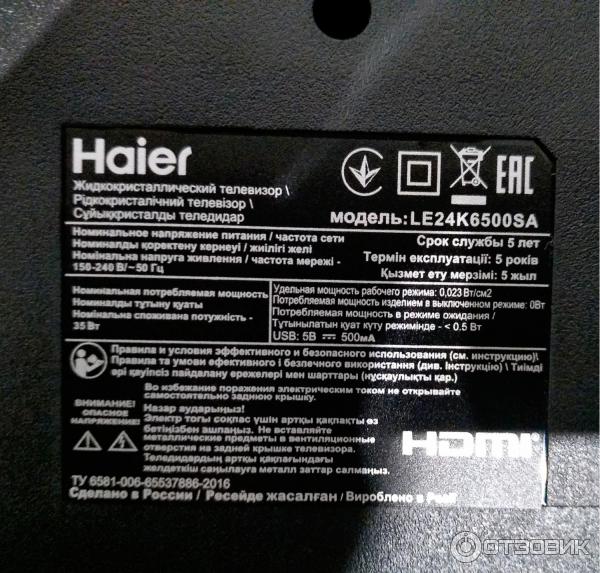 Haier
EAC
Жидкокристаллический телевизор \
Рідкокристалічний телевізор \
Сұйықкристалды теледидар
МОДЕЛЬ: LE24K6500SA
Номинальное напряжение питания / частота сети
Номиналды қоректену кернеуі / жиілігі желі
Номінальна напруга живлення / частота мережі -
150-240 В/~ 50 Гц
Срок службы 5 лет
Термін експлуатації: 5 років
Қызмет ету мерзімі: 5 жыл
Номинальная потребляемая мощность
Номиналды тұтыну қуаты
Номінальна споживана потужність -
35 Вт
Удельная мощность рабочего режима: 0,023 Вт/см2
Потребляемая мощность изделием в выключенном режиме: 0Вт
Потребляемая мощность в режиме ожидания /
Тұтынылатын қуат күту режимінде - < 0.5 Вт
USB: 5В ⎓ 500мА
Правила и условия эффективного и безопасного использования (см. инструкцию)\
Правила та умови ефективного і безпечного використання (див. Інструкцію) \ Тиімді
әрі қауіпсіз пайдалану ережелері мен шарттары (нұсқаулықты қар.)
ВНИМАНИЕ!
ОПАСНОЕ
НАПРЯЖЕНИЕ!
Во избежание поражения электрическим током не открывайте
самостоятельно заднюю крышку.
Назар аударыңыз!
Электр тогы соқпас үшін артқы қақпақты өз
бетіңізбен ашпаңыз. Не вставляйте
металлические предметы в вентиляционные
отверстия на задней крышке телевизора.
Теледидардың артқы қақпағындағы
желдеткіш саңылауға металл заттар салмаңыз.
HDMI
ТУ 6581-006-65537886-2016
Сделано в России / Ресейде жасалған / Вироблено в Росії
ОТЗОВИК